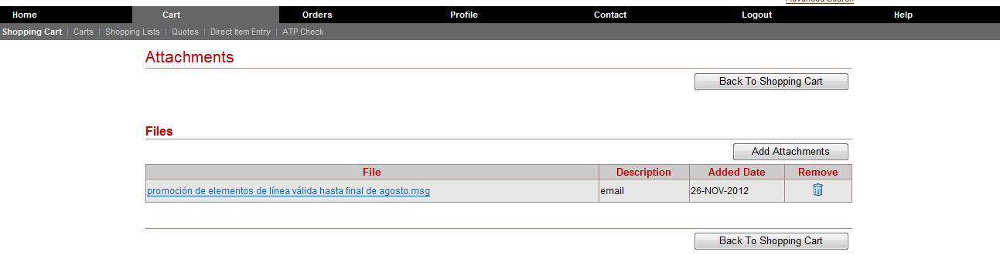 Advanced Search
Home Cart Orders Profile Contact Logout Help
Shopping Cart | Carts | Shopping Lists | Quotes | Direct Item Entry | ATP Check
Attachments
Back To Shopping Cart
Files
Add Attachments
File Description Added Date Remove
promoción de elementos de línea válida hasta final de agosto.msg email 26-NOV-2012
Back To Shopping Cart